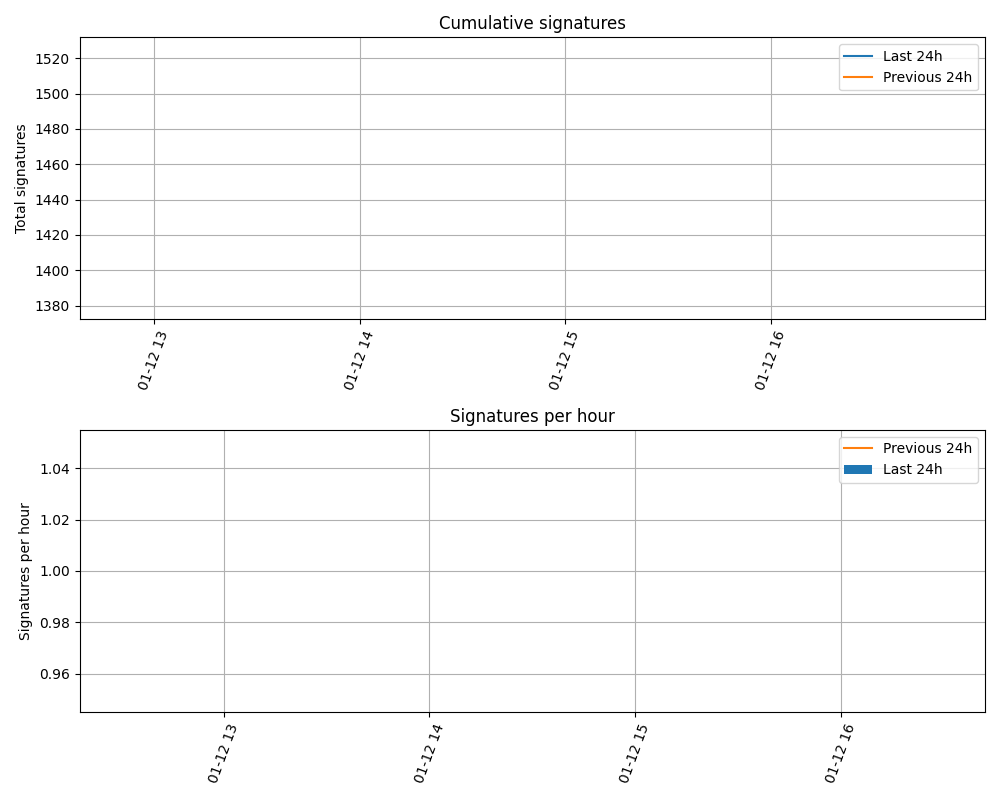 Cumulative signatures
Total signatures
1520
1500
1480
1460
1440
1420
1400
1380
Last 24h
Previous 24h
01-12 13
01-12 14
01-12 15
01-12 16
Signatures per hour
Signatures per hour
1.04
1.02
1.00
0.98
0.96
Previous 24h
Last 24h
01-12 13
01-12 14
01-12 15
01-12 16